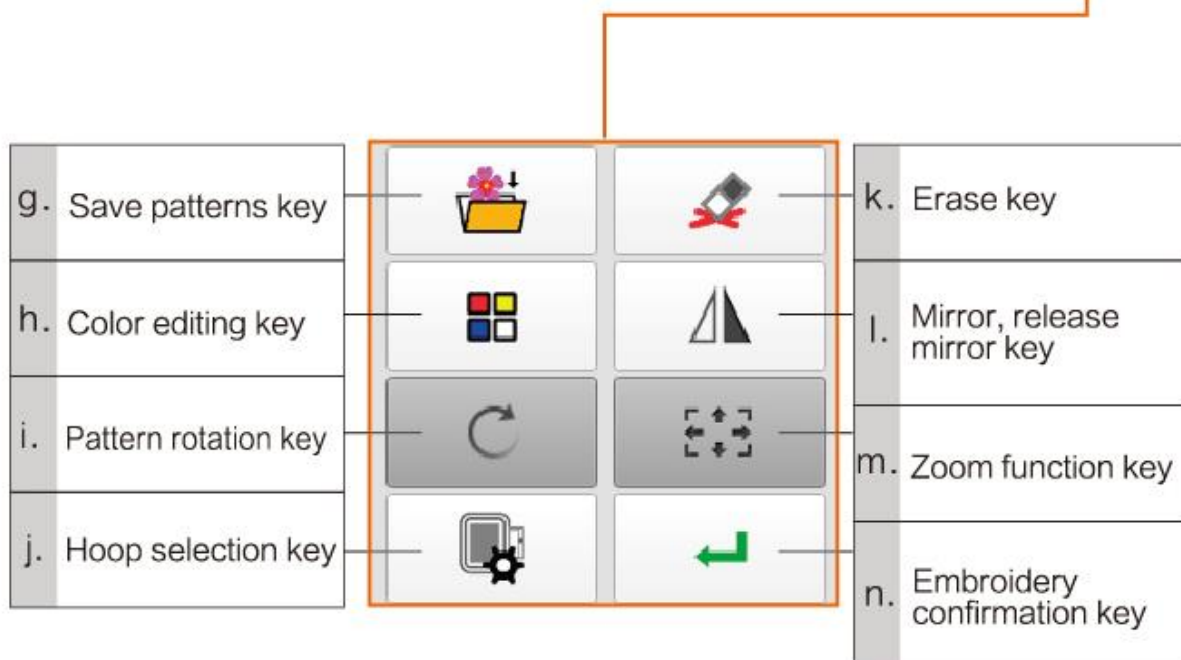 g. Save patterns key
h. Color editing key
i. Pattern rotation key
j. Hoop selection key
k. Erase key
l. Mirror, release
mirror key
m. Zoom function key
n. Embroidery
confirmation key